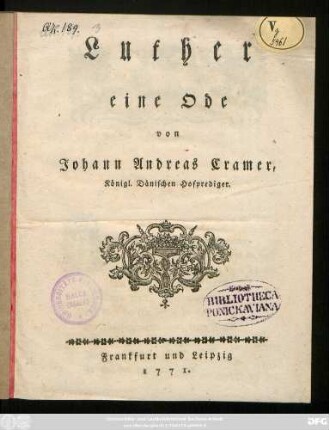 Luther
eine Ode
von
Johann Andreas Cramer,
Königl. Dänischen Hofprediger.
BIBLIOTHECA
PONICKAVIANA
Frankfurt und Leipzig
1771.